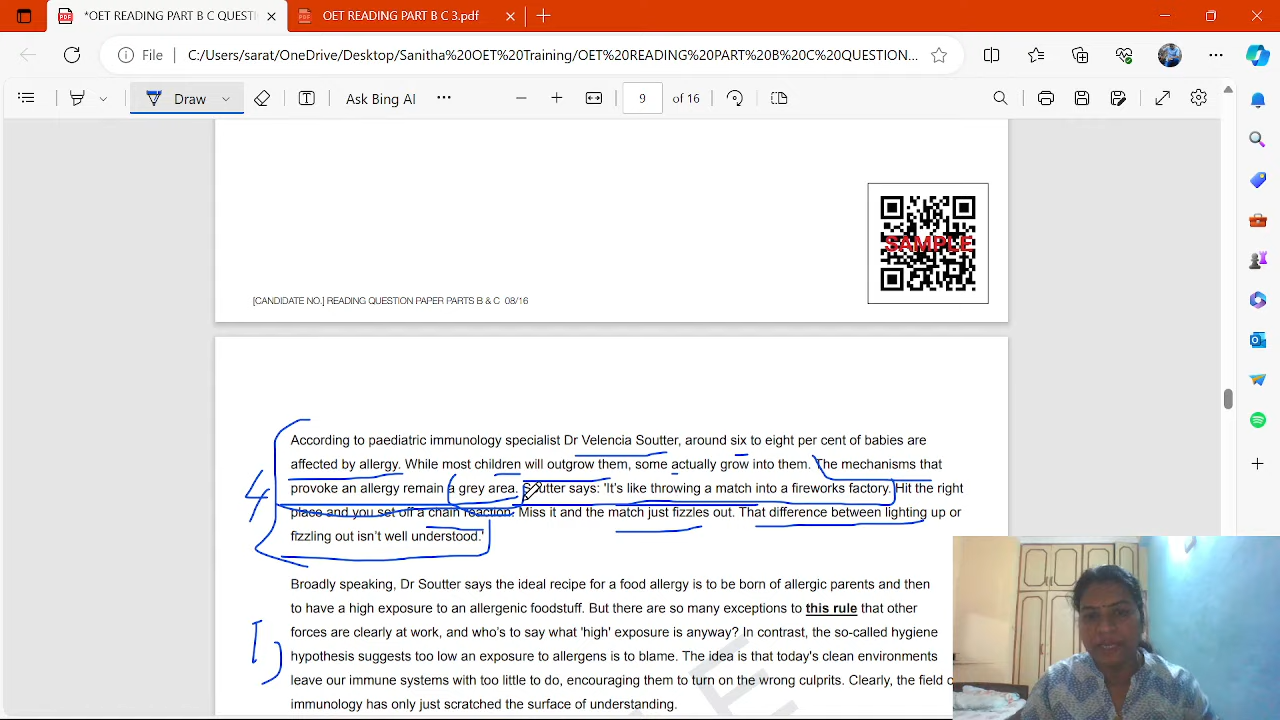 *OET READING PART B C QUESTI
OET READING PART B C 3.pdf
File
C:/Users/sarat/OneDrive/Desktop/Sanitha%20OET%20Training/OET%20READING%20PART%20B%20C%20QUESTION...
Draw
Ask Bing AI
9 of 16
SAMPLE
[CANDIDATE NO.] READING QUESTION PAPER PARTS B & C 08/16
According to paediatric immunology specialist Dr Velencia Soutter, around six to eight per cent of babies are
affected by allergy. While most children will outgrow them, some actually grow into them. The mechanisms that
provoke an allergy remain a grey area. Soutter says: 'It's like throwing a match into a fireworks factory. Hit the right
place and you set off a chain reaction. Miss it and the match just fizzles out. That difference between lighting up or
fizzling out isn't well understood.'
4
Broadly speaking, Dr Soutter says the ideal recipe for a food allergy is to be born of allergic parents and then
to have a high exposure to an allergenic foodstuff. But there are so many exceptions to this rule that other
forces are clearly at work, and who's to say what 'high' exposure is anyway? In contrast, the so-called hygiene
hypothesis suggests too low an exposure to allergens is to blame. The idea is that today's clean environments
leave our immune systems with too little to do, encouraging them to turn on the wrong culprits. Clearly, the field o
immunology has only just scratched the surface of understanding.